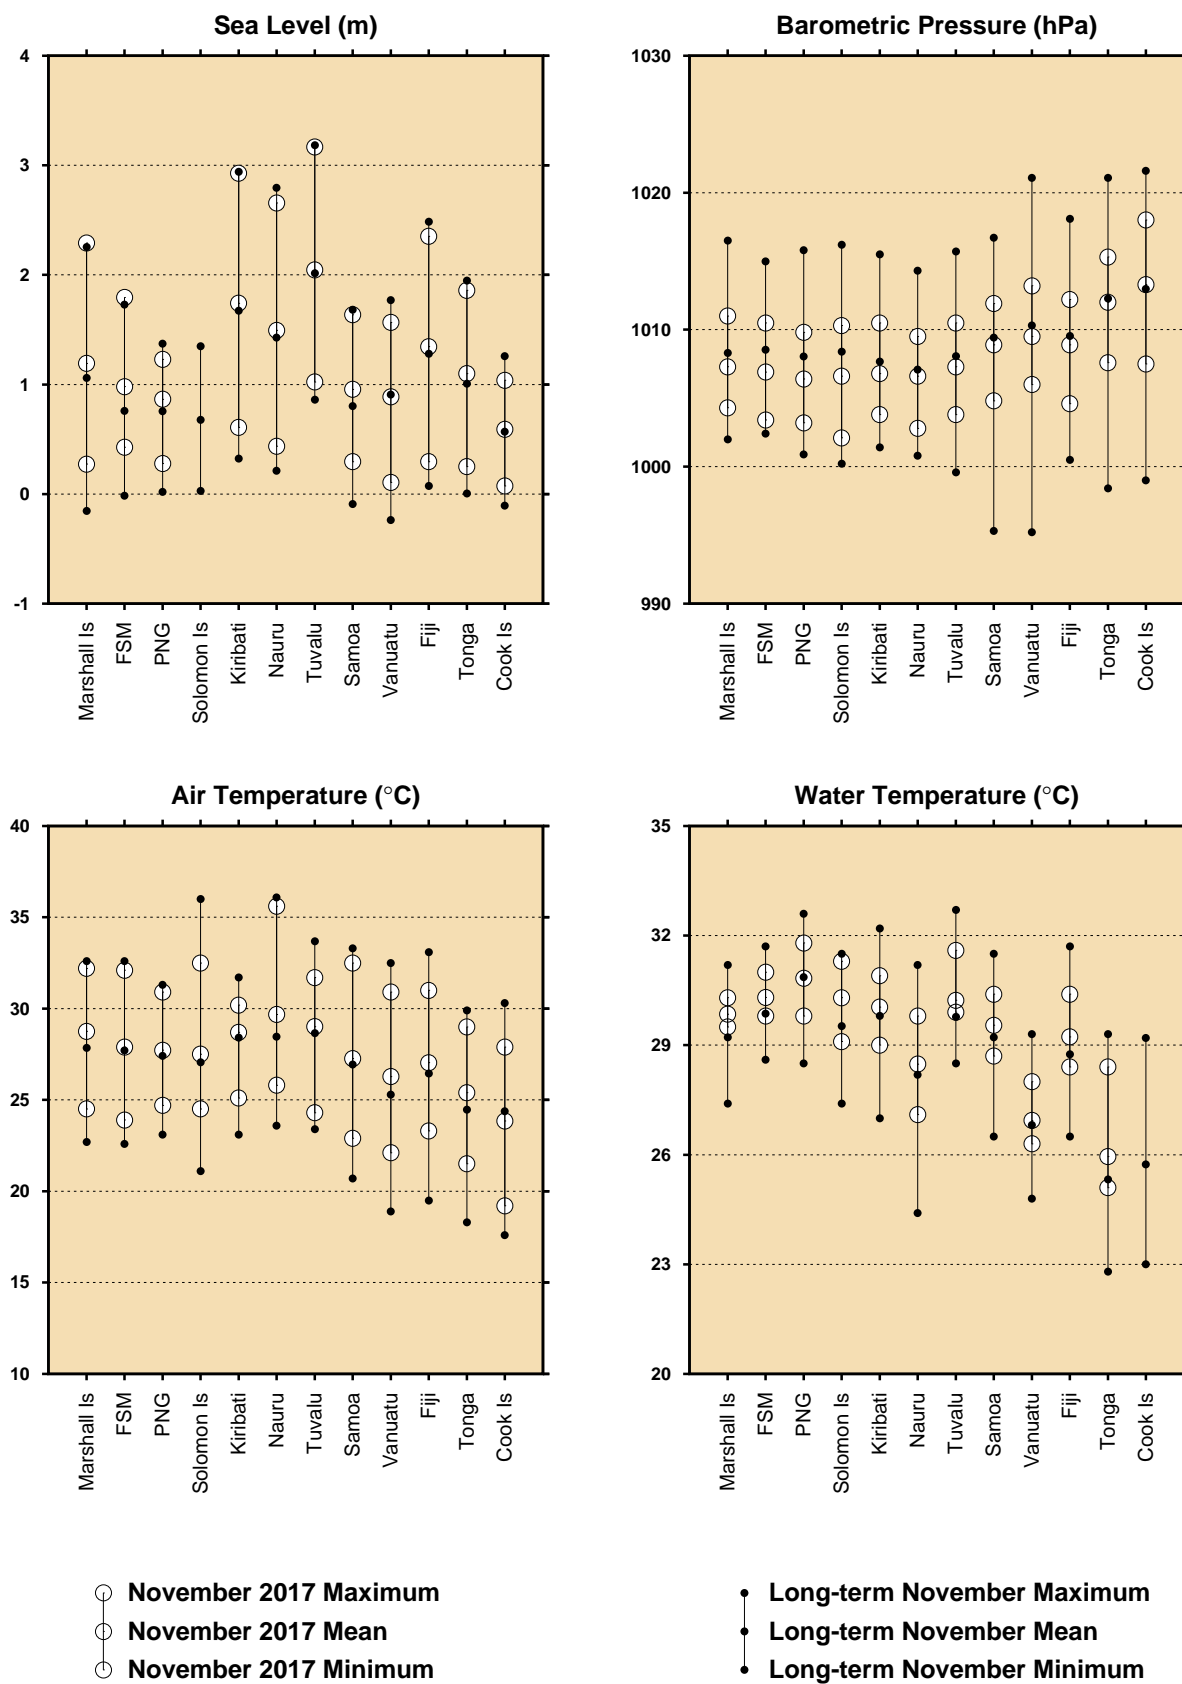 Sea Level (m)
4
3
2
1
0
-1
Marshall Is
FSM
PNG
Solomon Is
Kiribati
Nauru
Tuvalu
Samoa
Vanuatu
Fiji
Tonga
Cook Is
Barometric Pressure (hPa)
1030
1020
1010
1000
990
Marshall Is
FSM
PNG
Solomon Is
Kiribati
Nauru
Tuvalu
Samoa
Vanuatu
Fiji
Tonga
Cook Is
Air Temperature (°C)
40
35
30
25
20
15
10
Marshall Is
FSM
PNG
Solomon Is
Kiribati
Nauru
Tuvalu
Samoa
Vanuatu
Fiji
Tonga
Cook Is
Water Temperature (°C)
35
32
29
26
23
20
Marshall Is
FSM
PNG
Solomon Is
Kiribati
Nauru
Tuvalu
Samoa
Vanuatu
Fiji
Tonga
Cook Is
November 2017 Maximum
November 2017 Mean
November 2017 Minimum
Long-term November Maximum
Long-term November Mean
Long-term November Minimum